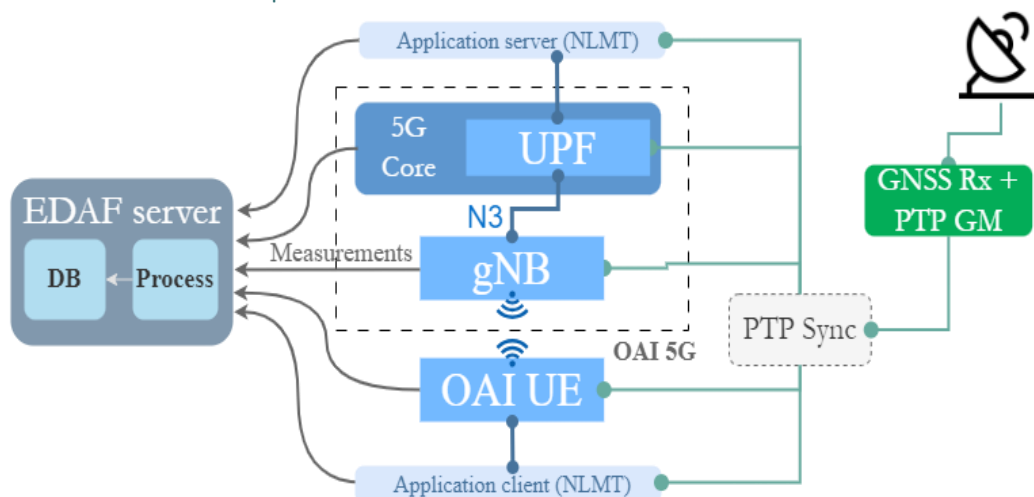 Application server (NLMT)
5G
Core
UPF
GNSS Rx +
PTP GM
EDAF server
DB
Process
N3
Measurements
gNB
PTP Sync
OAI 5G
OAI UE
Application client (NLMT)